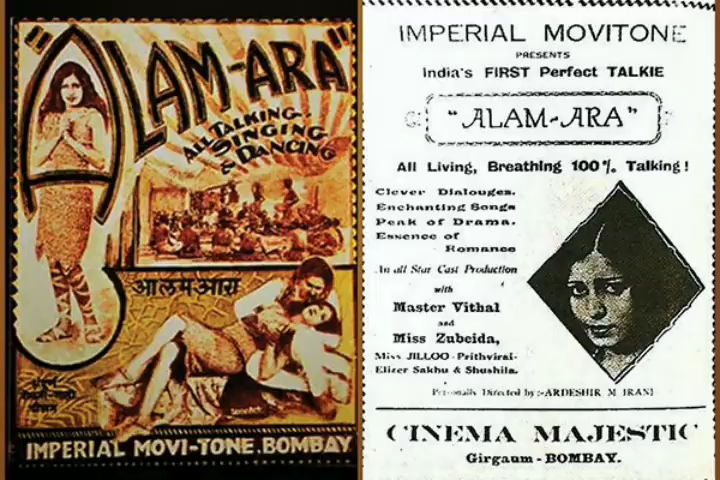 "ALAM-ARA"
ALL TALKING.
SINGING
& DANCING
आलमआरा
IMPERIAL MOVI-TONE. BOMBAY
IMPERIAL MOVITONE
PRESENTS
India's FIRST Perfect TALKIE
"ALAM-ARA"
All Living, Breathing 100% Talking!
Clever Dialouges.
Enchanting Songs
Peak of Drama.
Essence of
Romance
An all Star Cast Production
with
Master Vithal
and
Miss Zubeida,
Miss JILLOO - Prithviraj-
Elizer Sakhu & Shushila.
Personally Directed by :- ARDESHIR M IRANI
CINEMA MAJESTIC
Girgaum - BOMBAY.